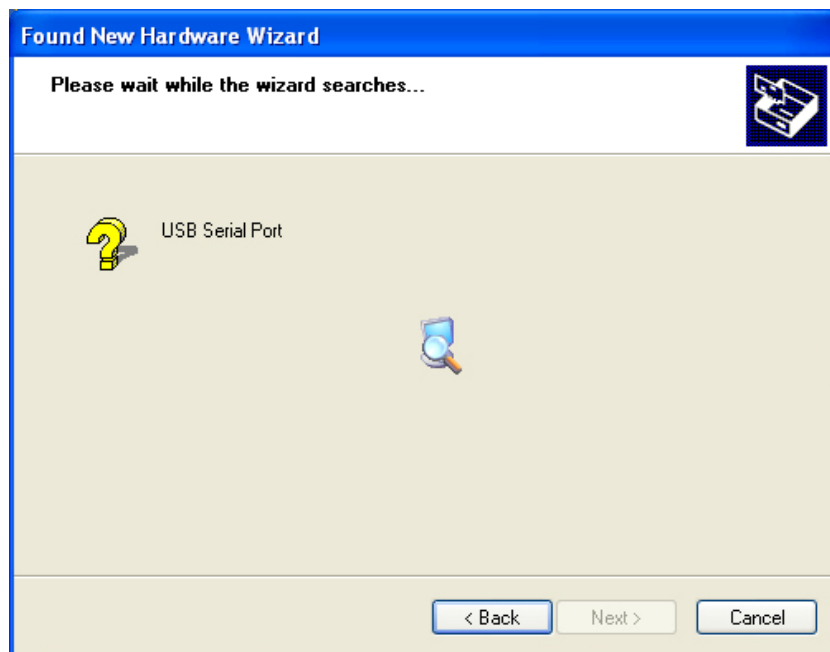 Found New Hardware Wizard
Please wait while the wizard searches...
USB Serial Port
< Back Next > Cancel